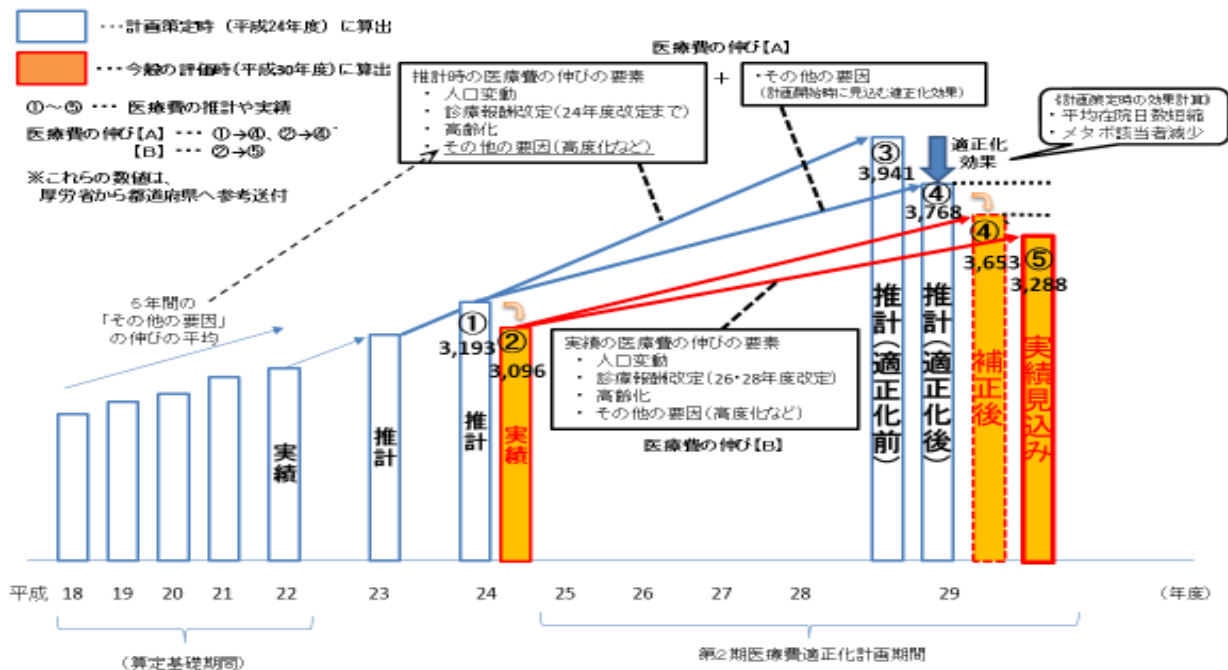 ・・・計画策定時（平成24年度）に算出
・・・今般の評価時(平成30年度)に算出
①～⑤ ・・・ 医療費の推計や実績
医療費の伸び【A】 ・・・ ①→④、②→④’
【B】 ・・・ ②→⑤
※これらの数値は、
厚労省から都道府県へ参考送付
医療費の伸び【A】
推計時の医療費の伸びの要素
・ 人口変動
・ 診療報酬改定（24年度改定まで）
・ 高齢化
・ その他の要因（高度化など）
＋
・その他の要因
(計画開始時に見込む適正化効果)
《計画策定時の効果計算》
・ 平均在院日数短縮
・ メタボ該当者減少
適正化
効果
③
3,941
④
3,768
④
3,653
⑤
3,288
5年間の
「その他の要因」
の伸びの平均
①
3,193
②
3,096
実績の医療費の伸びの要素
・ 人口変動
・ 診療報酬改定（26・28年度改定）
・ 高齢化
・ その他の要因（高度化など）
医療費の伸び【B】
実績
推計
推計
実績
推計（適正化前）
推計（適正化後）
補正後
実績見込み
平成 18 19 20 21 22 23 24 25 26 27 28 29 （年度）
（算定基礎期間）
第2期医療費適正化計画期間